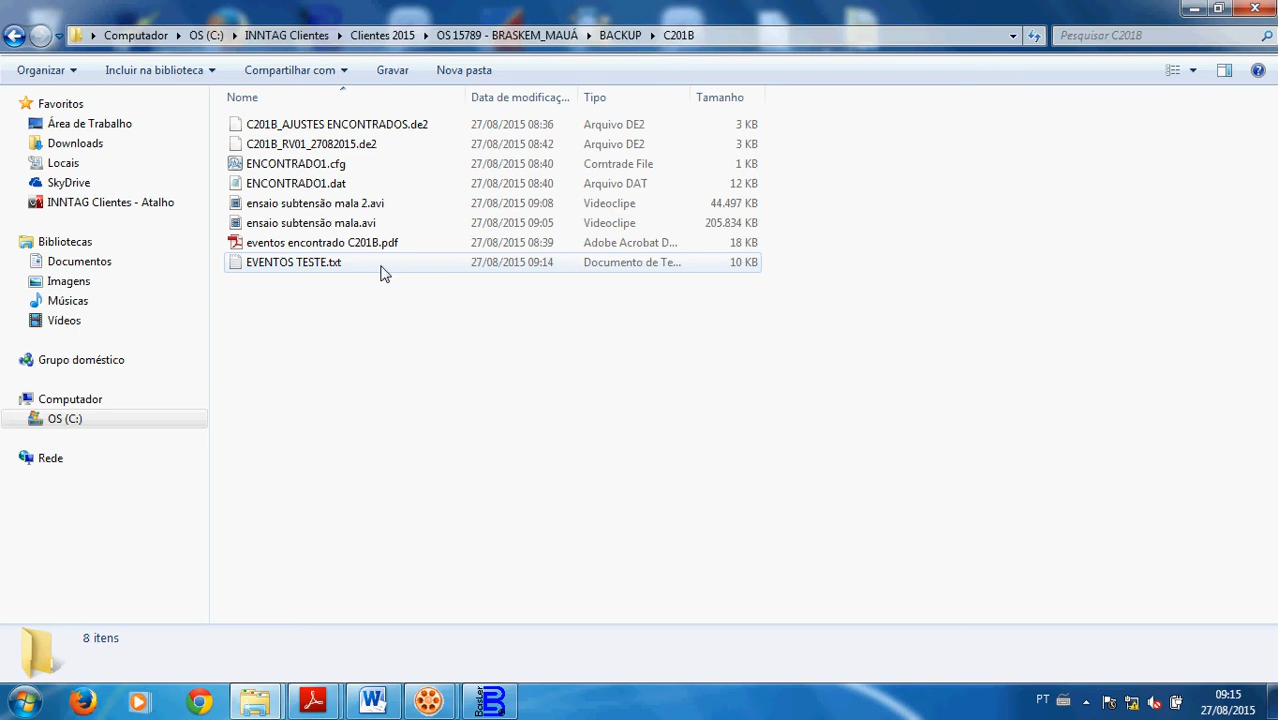 Computador ▸ OS (C:) ▸ INNTAG Clientes ▸ Clientes 2015 ▸ OS 15789 - BRASKEM_MAUÁ ▸ BACKUP ▸ C201B
Pesquisar C201B
Organizar Incluir na biblioteca Compartilhar com Gravar Nova pasta
Nome Data de modificaç... Tipo Tamanho
Favoritos
Área de Trabalho
Downloads
Locais
SkyDrive
INNTAG Clientes - Atalho
Bibliotecas
Documentos
Imagens
Músicas
Vídeos
Grupo doméstico
Computador
OS (C:)
Rede
C201B_AJUSTES ENCONTRADOS.de2 27/08/2015 08:36 Arquivo DE2 3 KB
C201B_RV01_27082015.de2 27/08/2015 08:42 Arquivo DE2 3 KB
ENCONTRADO1.cfg 27/08/2015 08:40 Comtrade File 1 KB
ENCONTRADO1.dat 27/08/2015 08:40 Arquivo DAT 12 KB
ensaio subtensão mala 2.avi 27/08/2015 09:08 Videoclipe 44.497 KB
ensaio subtensão mala.avi 27/08/2015 09:05 Videoclipe 205.834 KB
eventos encontrado C201B.pdf 27/08/2015 08:39 Adobe Acrobat D... 18 KB
EVENTOS TESTE.txt 27/08/2015 09:14 Documento de Te... 10 KB
8 itens
PT
09:15
27/08/2015